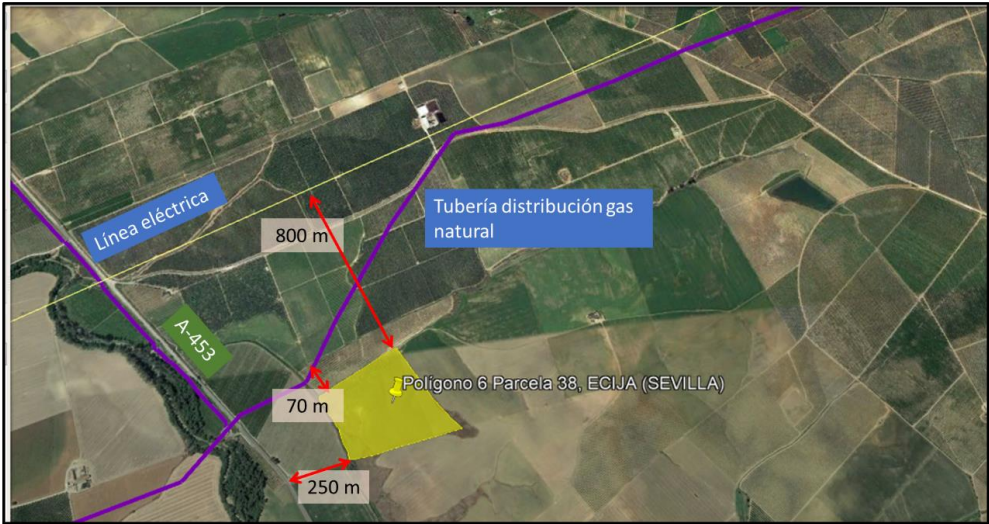 Línea eléctrica
Tubería distribución gas
natural
800 m
A-453
Polígono 6 Parcela 38, ECIJA (SEVILLA)
70 m
250 m